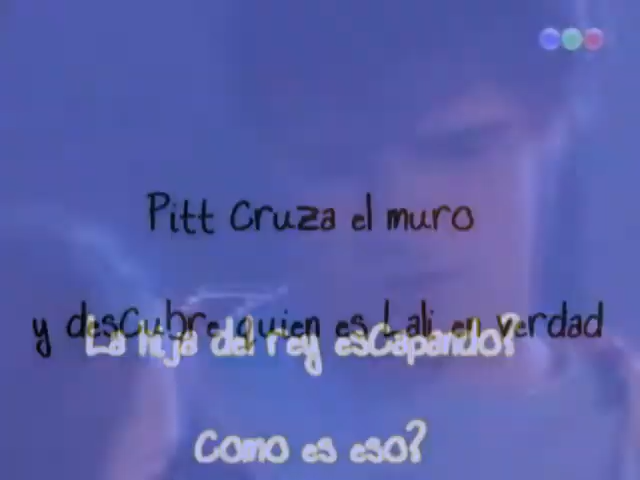 Pitt Cruza el muro
y desCubre quien es Lali en verdad
La hija del rey esCapando?
Como es eso?